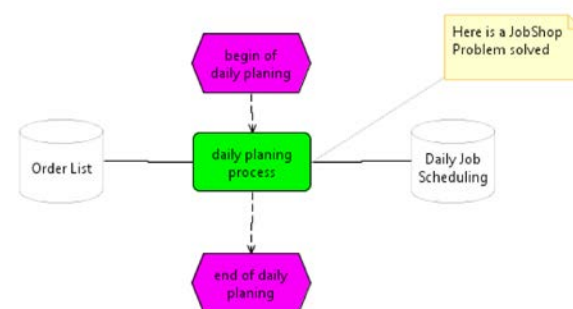 Here is a JobShop
Problem solved
begin of
daily planing
Order List
daily planing
process
Daily Job
Scheduling
end of daily
planing